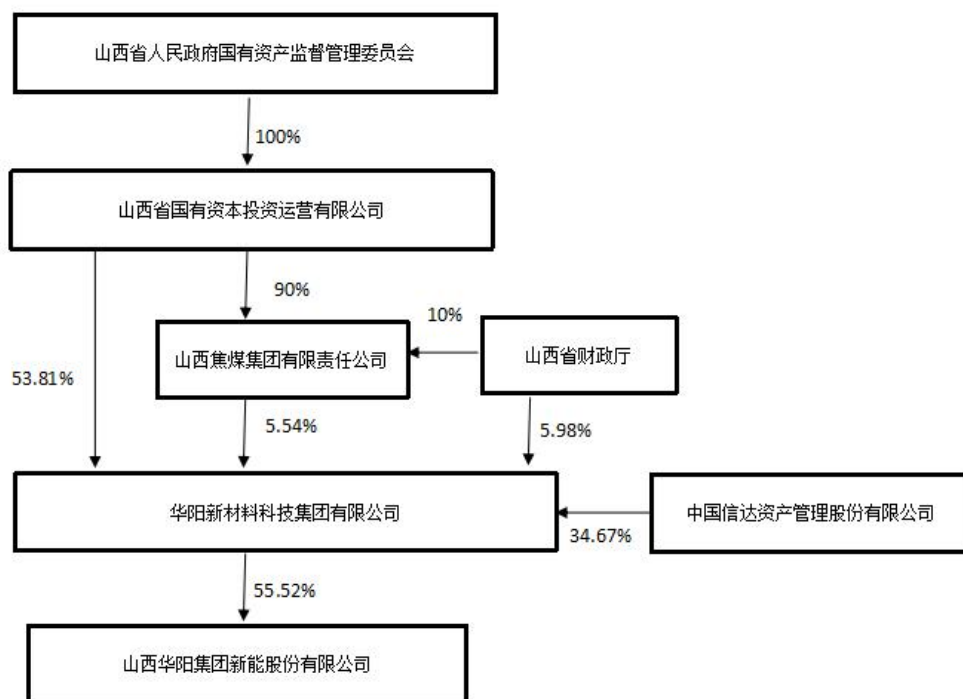 山西省人民政府国有资产监督管理委员会
100%
山西省国有资本投资运营有限公司
90%
10%
山西焦煤集团有限责任公司
山西省财政厅
53.81%
5.54%
5.98%
华阳新材料科技集团有限公司
中国信达资产管理股份有限公司
34.67%
55.52%
山西华阳集团新能股份有限公司